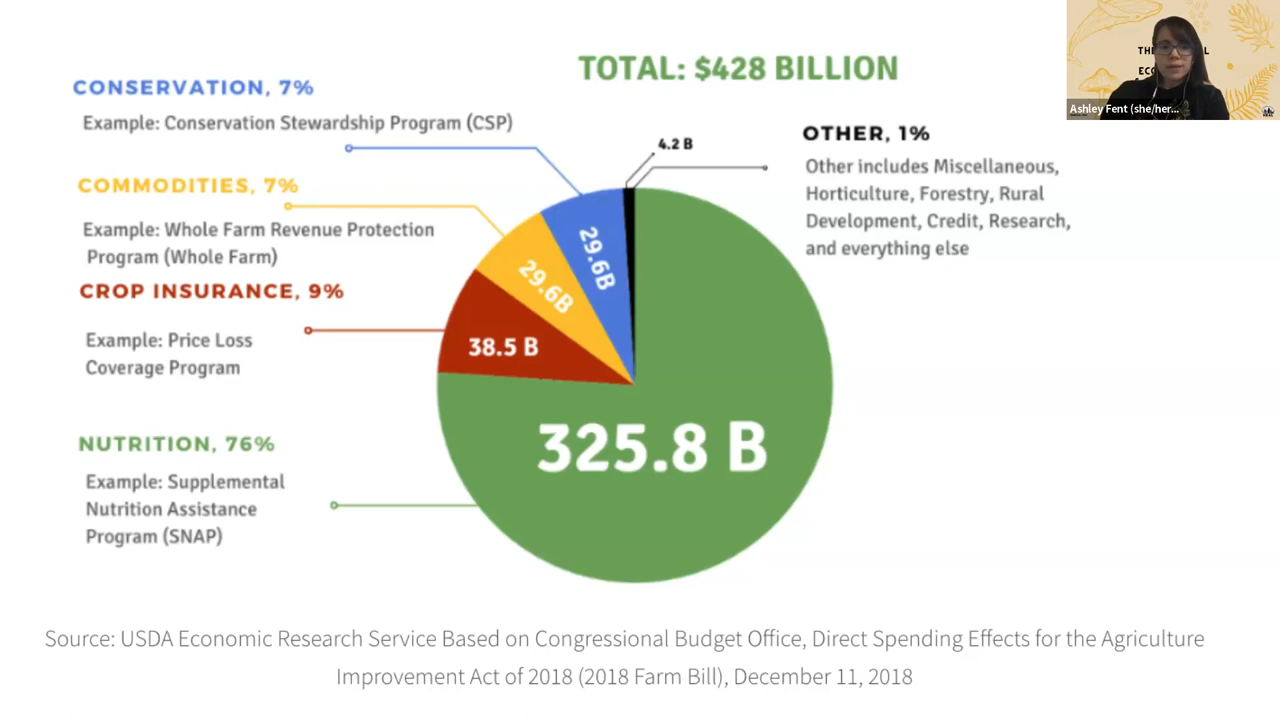 TOTAL: $428 BILLION
CONSERVATION, 7%
Example: Conservation Stewardship Program (CSP)
COMMODITIES, 7%
Example: Whole Farm Revenue Protection
Program (Whole Farm)
CROP INSURANCE, 9%
Example: Price Loss
Coverage Program
NUTRITION, 76%
Example: Supplemental
Nutrition Assistance
Program (SNAP)
4.2 B
29.6B
29.6B
38.5 B
325.8 B
OTHER, 1%
Other includes Miscellaneous,
Horticulture, Forestry, Rural
Development, Credit, Research,
and everything else
Ashley Fent (she/her...
Source: USDA Economic Research Service Based on Congressional Budget Office, Direct Spending Effects for the Agriculture
Improvement Act of 2018 (2018 Farm Bill), December 11, 2018